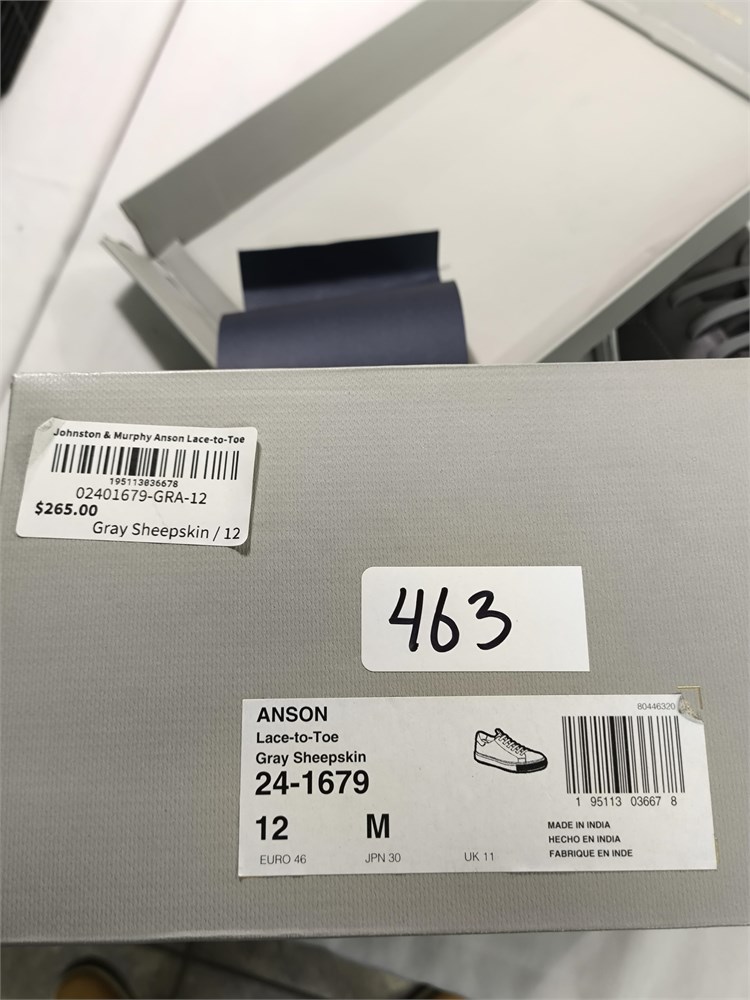 Johnston & Murphy Anson Lace-to-Toe
195113036678
02401679-GRA-12
$265.00
Gray Sheepskin / 12
463
ANSON
Lace-to-Toe
Gray Sheepskin
24-1679
12 M
EURO 46 JPN 30 UK 11
80446320
1 95113 03667 8
MADE IN INDIA
HECHO EN INDIA
FABRIQUE EN INDE